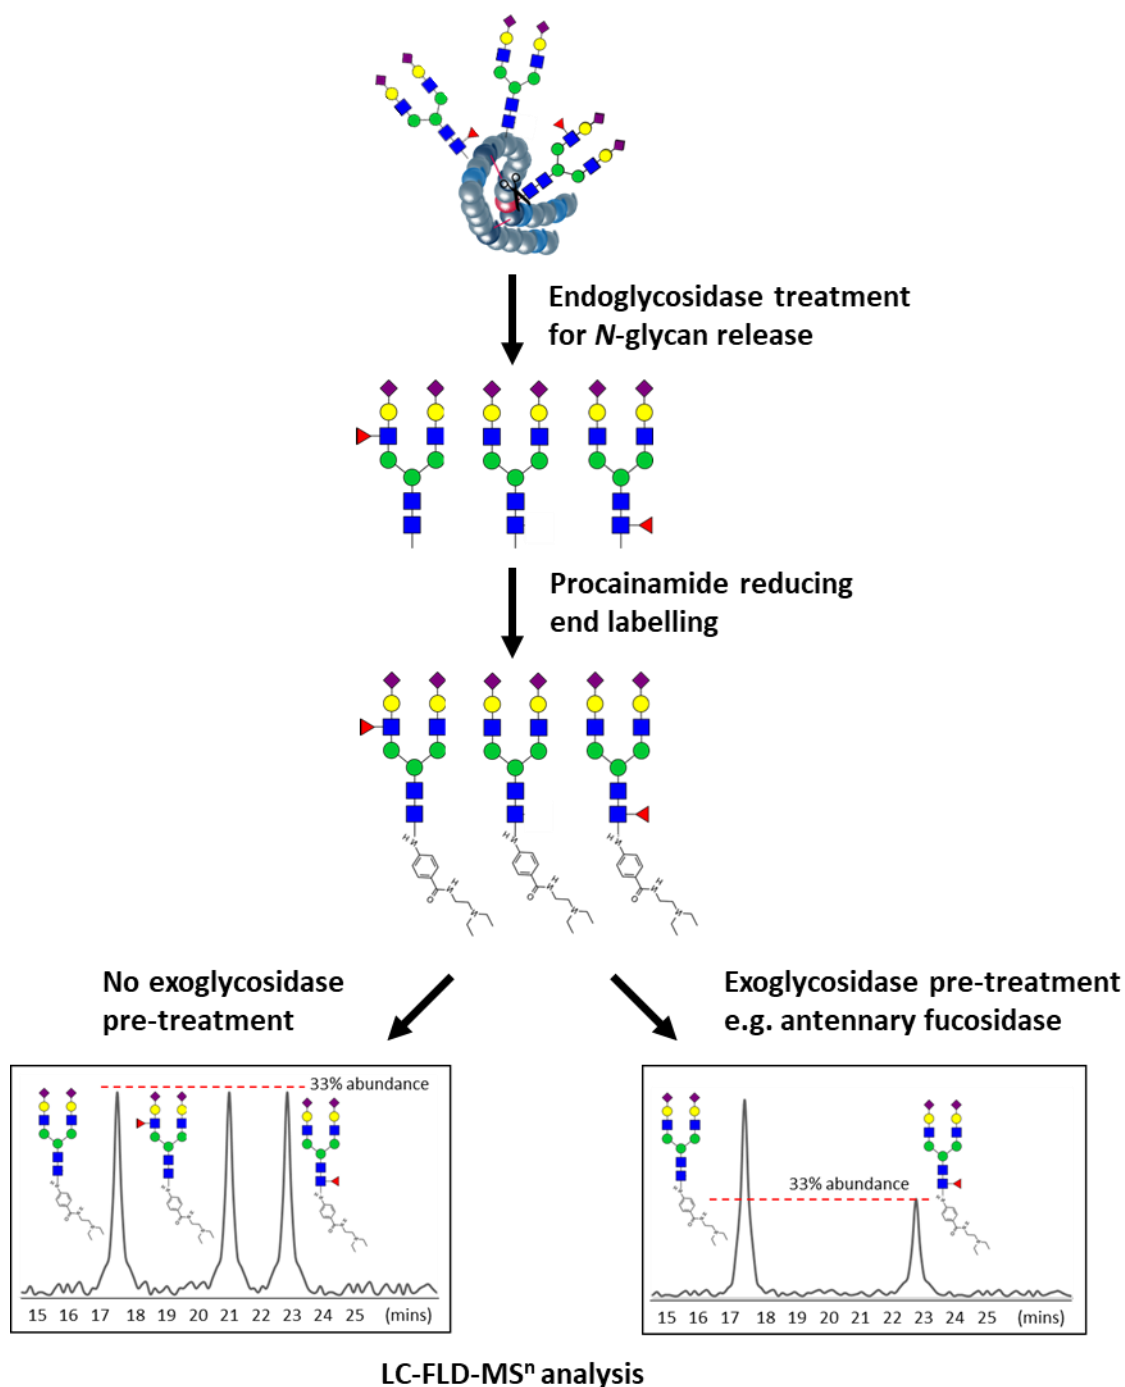 Endoglycosidase treatment
for N-glycan release
Procainamide reducing
end labelling
H
N
O
H
N
N
H
N
O
H
N
N
H
N
O
H
N
N
No exoglycosidase
pre-treatment
Exoglycosidase pre-treatment
e.g. antennary fucosidase
33% abundance
15 16 17 18 19 20 21 22 23 24 25 (mins)
33% abundance
15 16 17 18 19 20 21 22 23 24 25 (mins)
LC-FLD-MSⁿ analysis